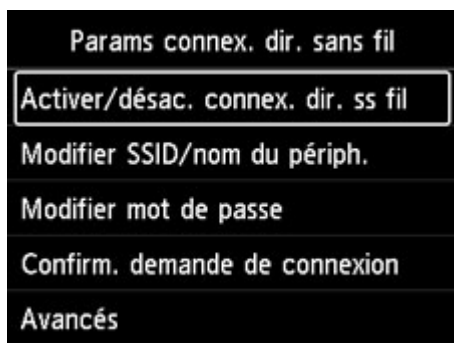 Params connex. dir. sans fil
Activer/désac. connex. dir. ss fil
Modifier SSID/nom du périph.
Modifier mot de passe
Confirm. demande de connexion
Avancés